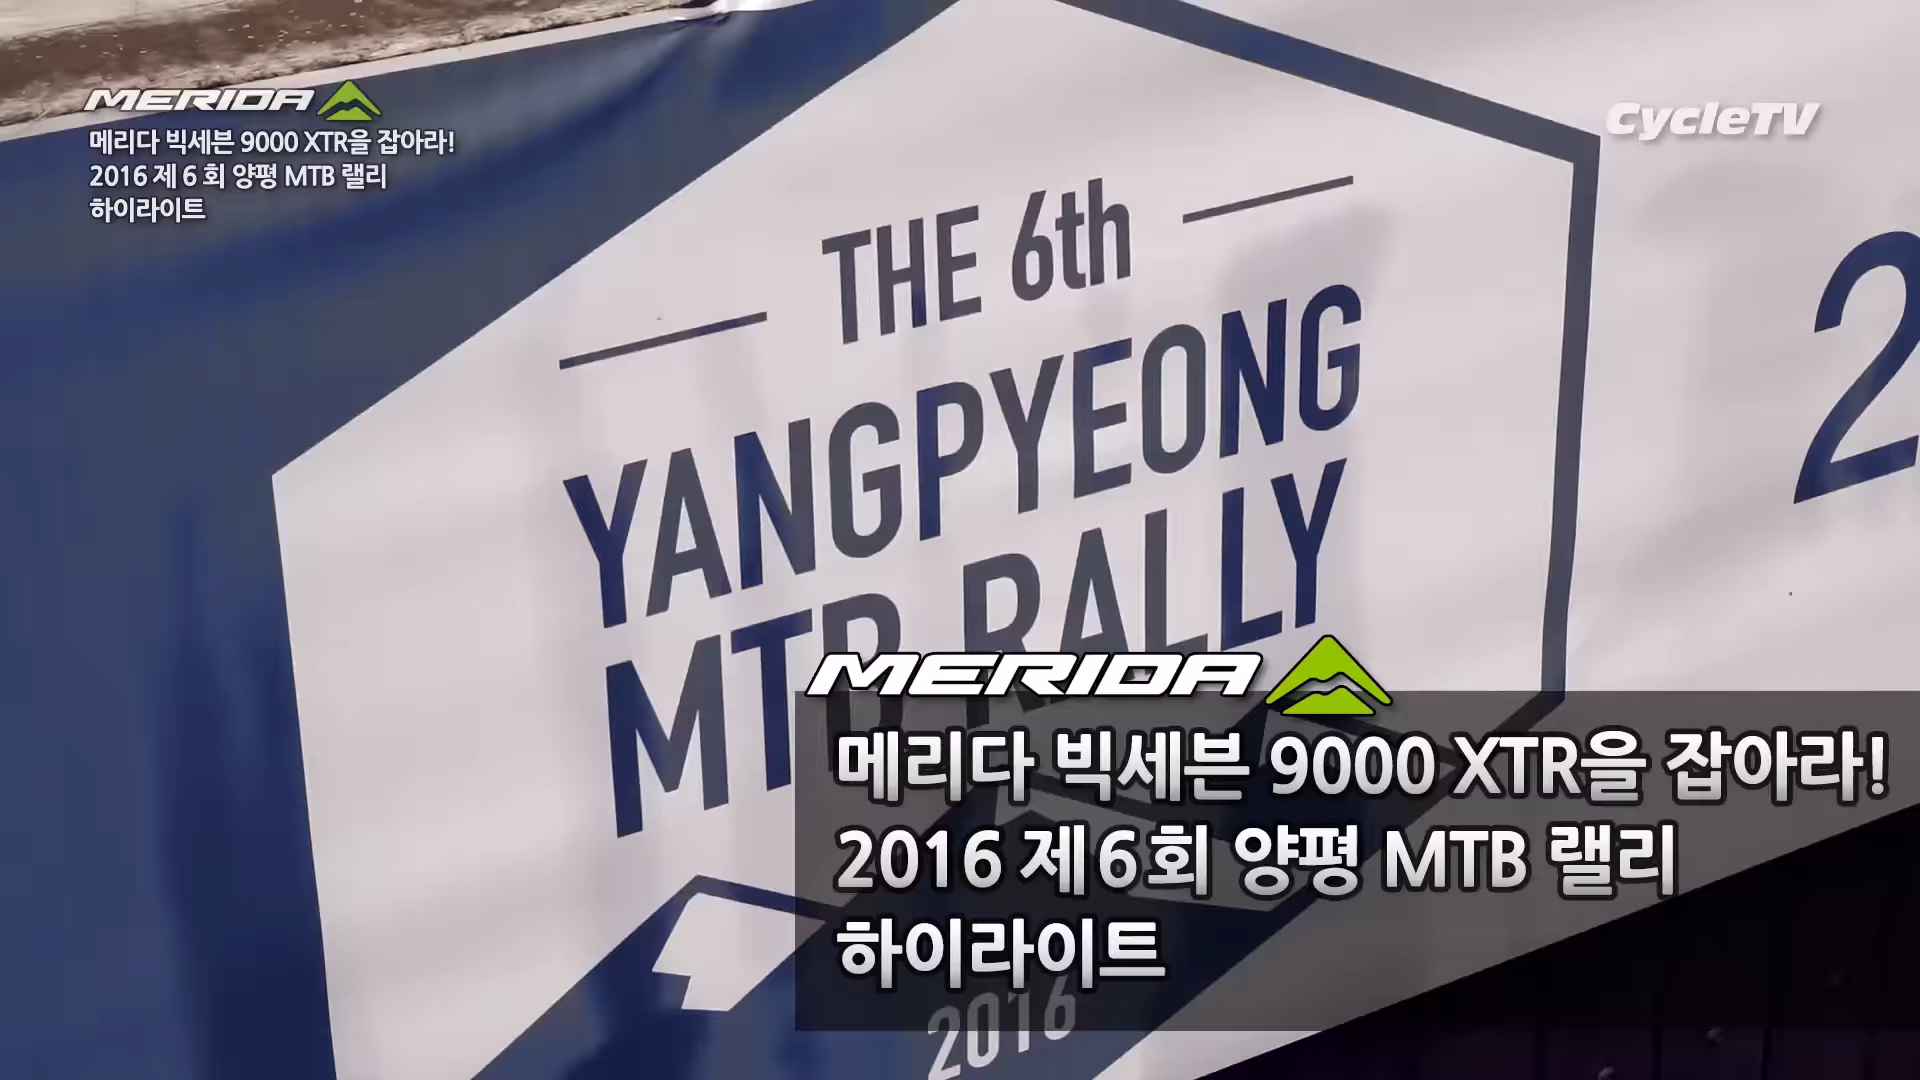 MERIDA
메리다 빅세븐 9000 XTR을 잡아라!
2016 제 6 회 양평 MTB 랠리
하이라이트
CycleTV
THE 6th
YANGPYEONG
MTB RALLY
2016
2
MERIDA
메리다 빅세븐 9000 XTR을 잡아라!
2016 제 6 회 양평 MTB 랠리
하이라이트